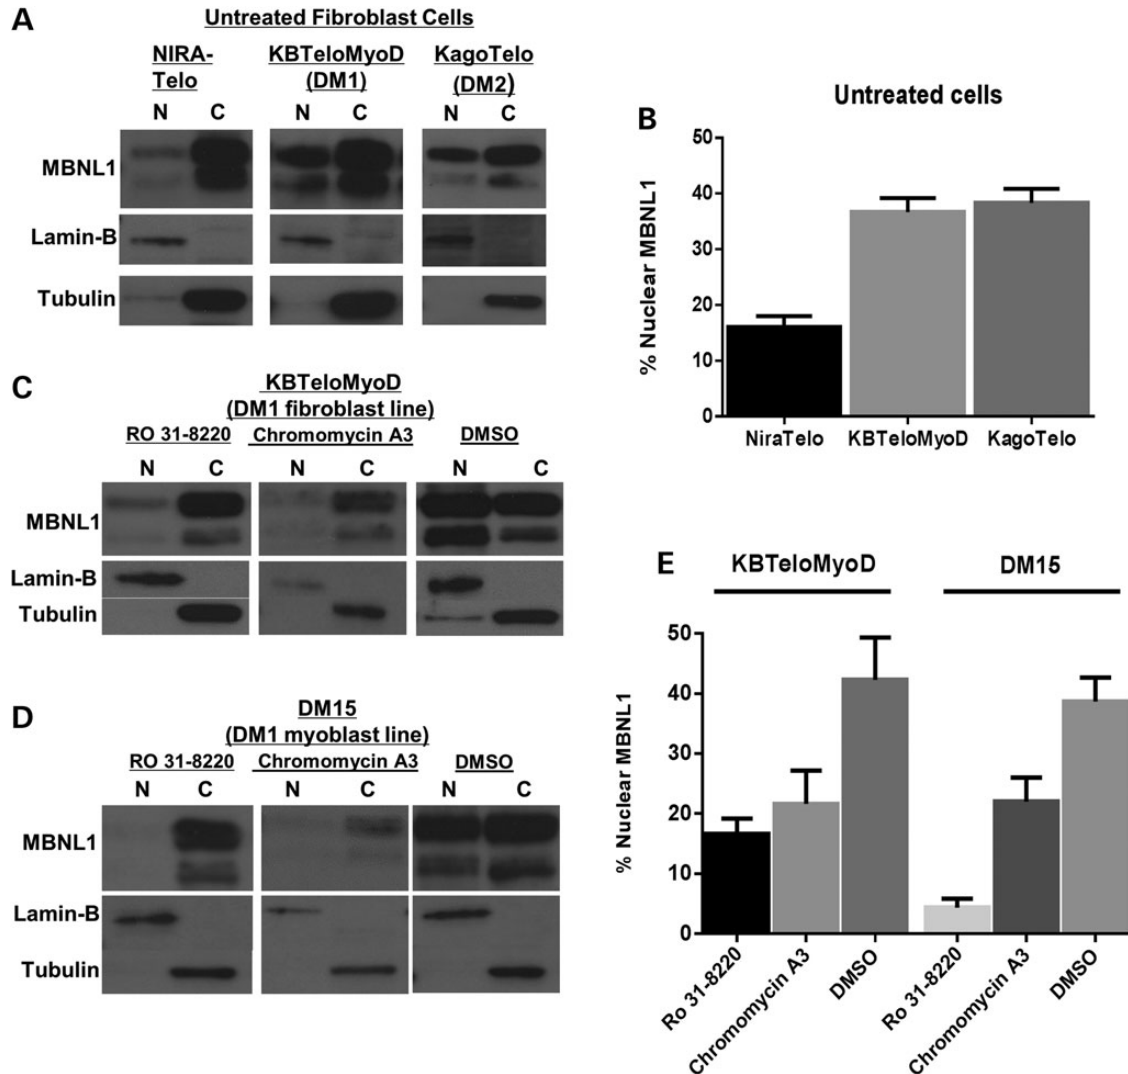 A
Untreated Fibroblast Cells
NIRA-
Telo
KBTeloMyoD
(DM1)
KagoTelo
(DM2)
N C N C N C
MBNL1
Lamin-B
Tubulin
B
Untreated cells
% Nuclear MBNL1
50
40
30
20
10
0
NiraTelo KBTeloMyoD KagoTelo
C
KBTeloMyoD
(DM1 fibroblast line)
RO 31-8220 Chromomycin A3 DMSO
N C N C N C
MBNL1
Lamin-B
Tubulin
D
DM15
(DM1 myoblast line)
RO 31-8220 Chromomycin A3 DMSO
N C N C N C
MBNL1
Lamin-B
Tubulin
E
KBTeloMyoD DM15
% Nuclear MBNL1
50
40
30
20
10
0
Ro 31-8220 Chromomycin A3 DMSO Ro 31-8220 Chromomycin A3 DMSO